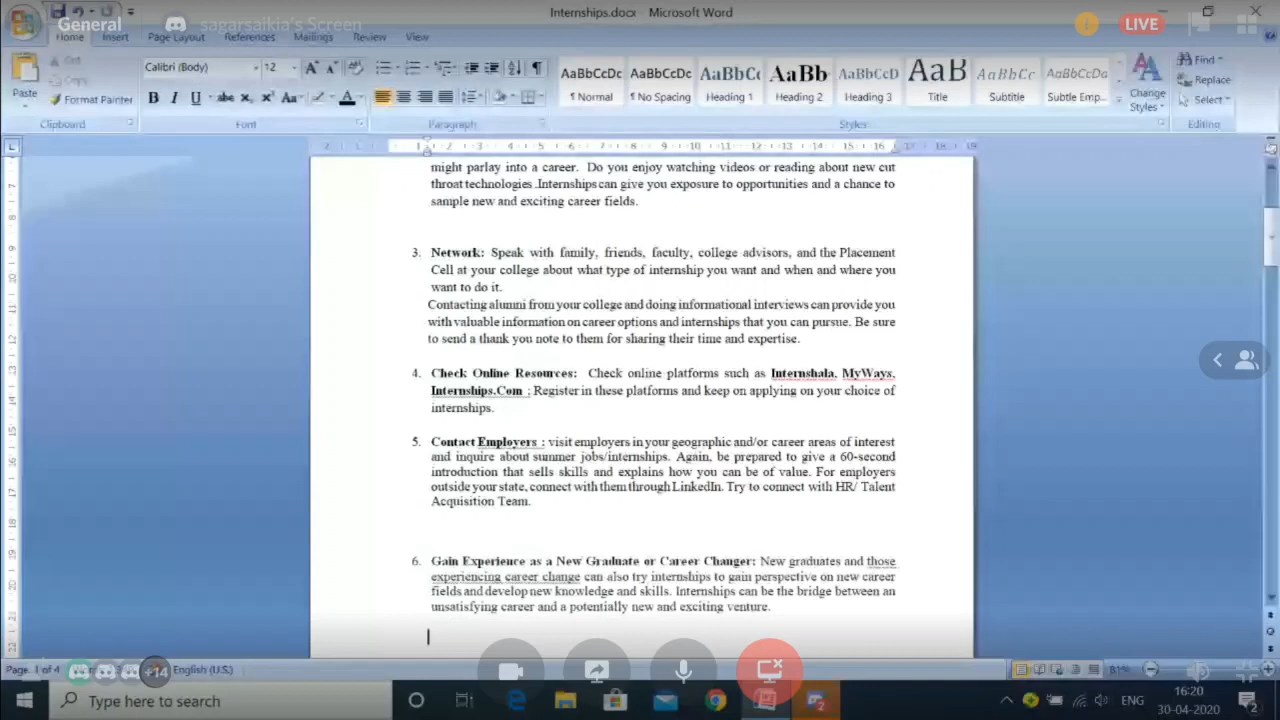 Internships.docx - Microsoft Word
General
sagarsaikia's Screen
LIVE
Home Insert Page Layout References Mailings Review View
Cut
Copy
Paste
Format Painter
Clipboard
Calibri (Body) 12
Font
Paragraph
AaBbCcDc AaBbCcDc AaBbCc AaBb AaBbCcD AaB AaBbCc AaBbCcDa
¶ Normal ¶ No Spacing Heading 1 Heading 2 Heading 3 Title Subtitle Subtle Emp...
Styles
Change Styles
Find
Replace
Select
Editing
might parlay into a career. Do you enjoy watching videos or reading about new cut
throat technologies .Internships can give you exposure to opportunities and a chance to
sample new and exciting career fields.
3. Network: Speak with family, friends, faculty, college advisors, and the Placement
Cell at your college about what type of internship you want and when and where you
want to do it.
Contacting alumni from your college and doing informational interviews can provide you
with valuable information on career options and internships that you can pursue. Be sure
to send a thank you note to them for sharing their time and expertise.
4. Check Online Resources: Check online platforms such as Internshala, MyWays,
Internships.Com ; Register in these platforms and keep on applying on your choice of
internships.
5. Contact Employers : visit employers in your geographic and/or career areas of interest
and inquire about summer jobs/internships. Again, be prepared to give a 60-second
introduction that sells skills and explains how you can be of value. For employers
outside your state, connect with them through LinkedIn. Try to connect with HR/ Talent
Acquisition Team.
6. Gain Experience as a New Graduate or Career Changer: New graduates and those
experiencing career change can also try internships to gain perspective on new career
fields and develop new knowledge and skills. Internships can be the bridge between an
unsatisfying career and a potentially new and exciting venture.
Page 1 of 4
+14
English (U.S.)
81%
Type here to search
ENG
16:20
30-04-2020